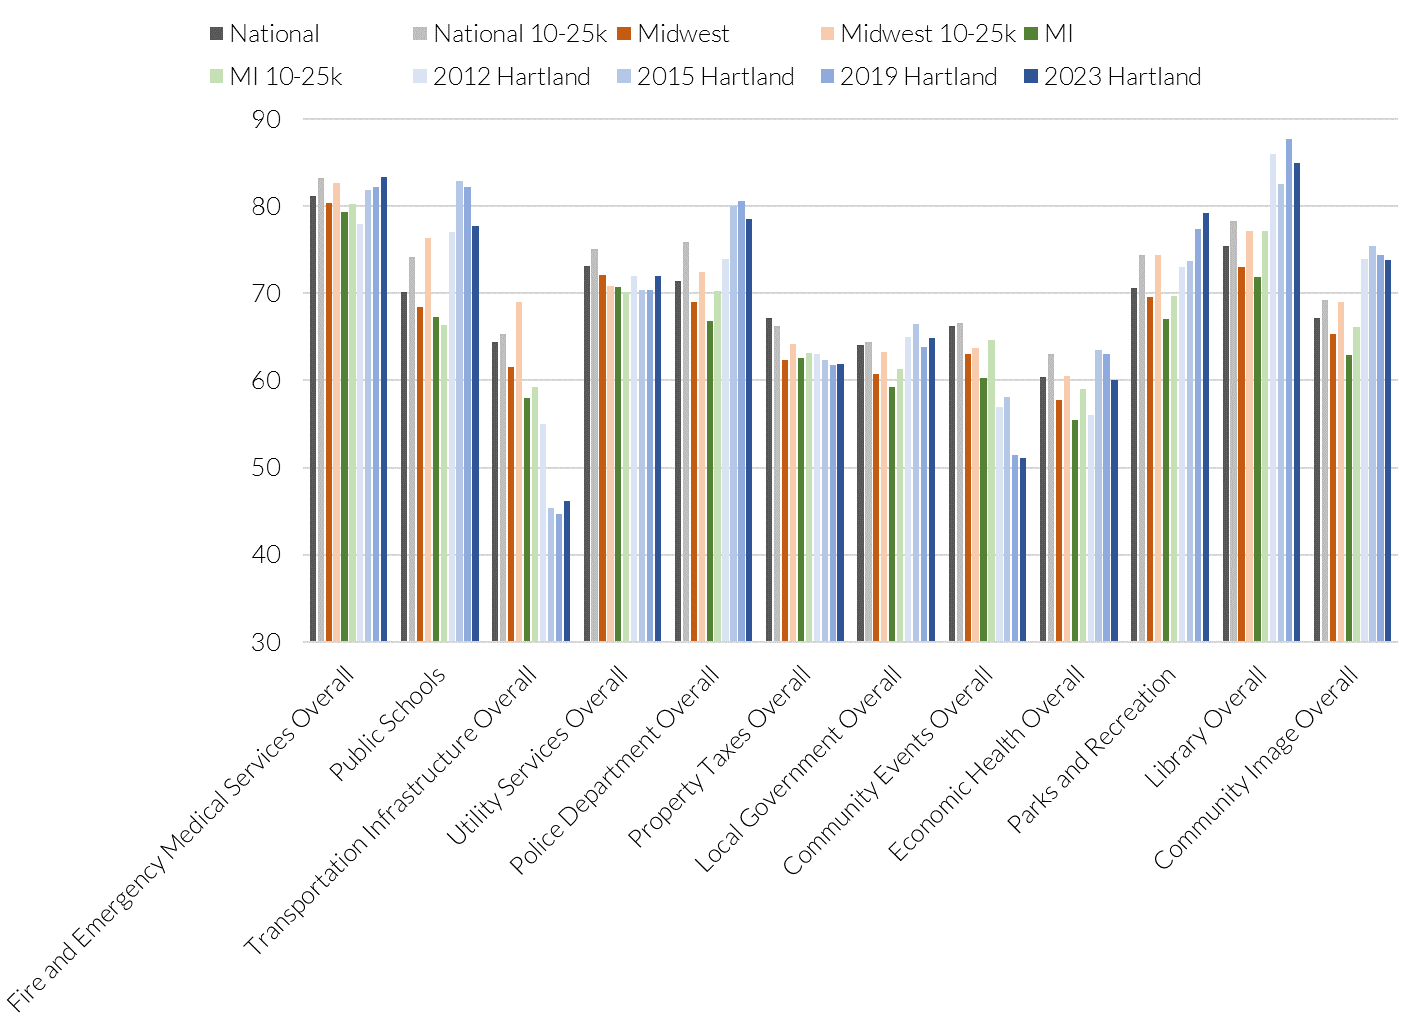 National National 10-25k Midwest Midwest 10-25k MI
MI 10-25k 2012 Hartland 2015 Hartland 2019 Hartland 2023 Hartland
90
80
70
60
50
40
30
Fire and Emergency Medical Services Overall
Public Schools
Transportation Infrastructure Overall
Utility Services Overall
Police Department Overall
Property Taxes Overall
Local Government Overall
Community Events Overall
Economic Health Overall
Parks and Recreation
Library Overall
Community Image Overall